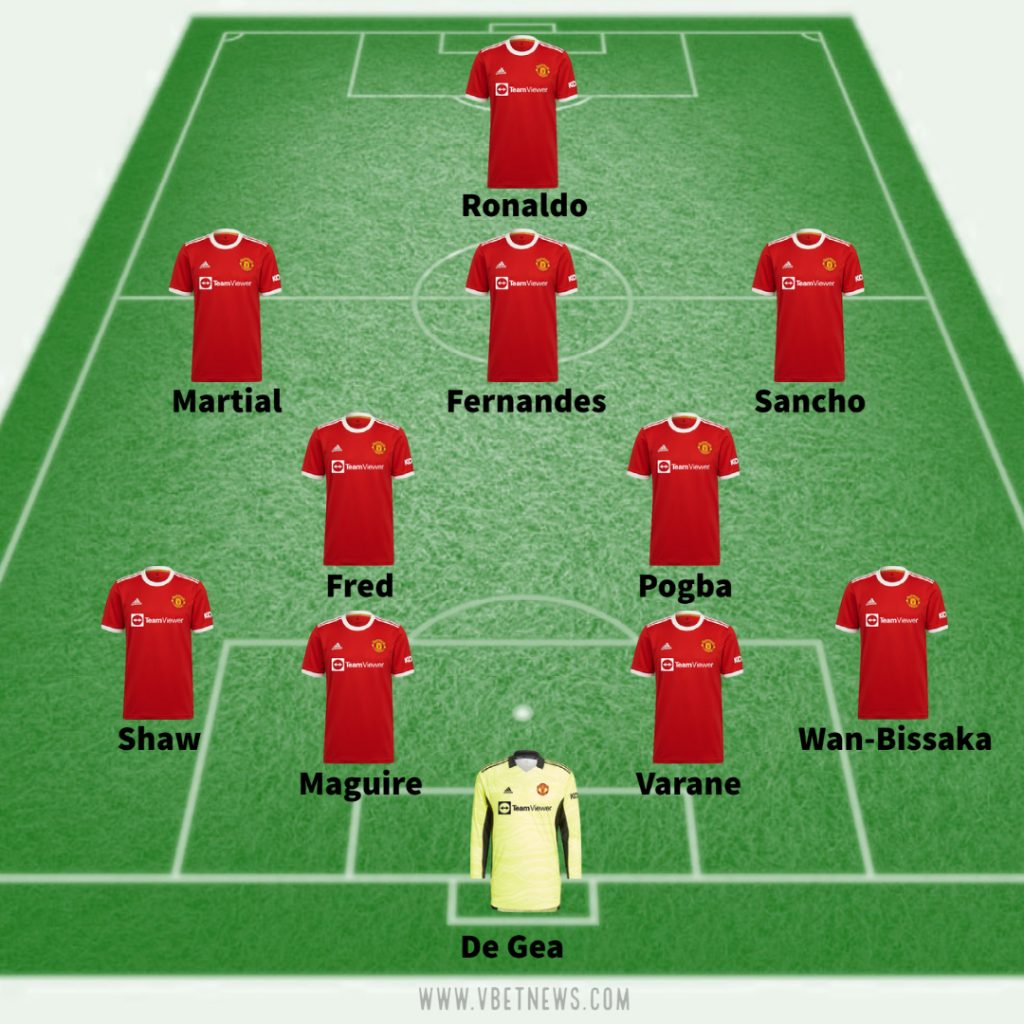 TeamViewer
Ronaldo
TeamViewer
TeamViewer
TeamViewer
Martial
Fernandes
Sancho
TeamViewer
TeamViewer
Fred
Pogba
TeamViewer
TeamViewer
Shaw
Wan-Bissaka
TeamViewer
TeamViewer
Maguire
Varane
TeamViewer
De Gea
WWW.VBETNEWS.COM